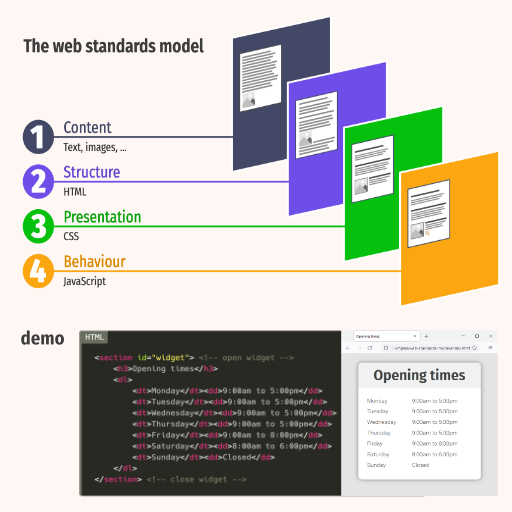 The web standards model
1 Content
Text, images, ...
2 Structure
HTML
3 Presentation
CSS
4 Behaviour
JavaScript
demo
HTML
<section id="widget"> <!-- open widget -->
<h3>Opening times</h3>
<dl>
<dt>Monday</dt><dd>9:00am to 5:00pm</dd>
<dt>Tuesday</dt><dd>9:00am to 5:00pm</dd>
<dt>Wednesday</dt><dd>9:00am to 5:00pm</dd>
<dt>Thursday</dt><dd>9:00am to 5:00pm</dd>
<dt>Friday</dt><dd>9:00am to 8:00pm</dd>
<dt>Saturday</dt><dd>8:00am to 6:00pm</dd>
<dt>Sunday</dt><dd>Closed</dd>
</dl>
</section> <!-- close widget -->
Opening times
Opening times
Monday 9:00am to 5:00pm
Tuesday 9:00am to 5:00pm
Wednesday 9:00am to 5:00pm
Thursday 9:00am to 5:00pm
Friday 9:00am to 8:00pm
Saturday 8:00am to 6:00pm
Sunday Closed